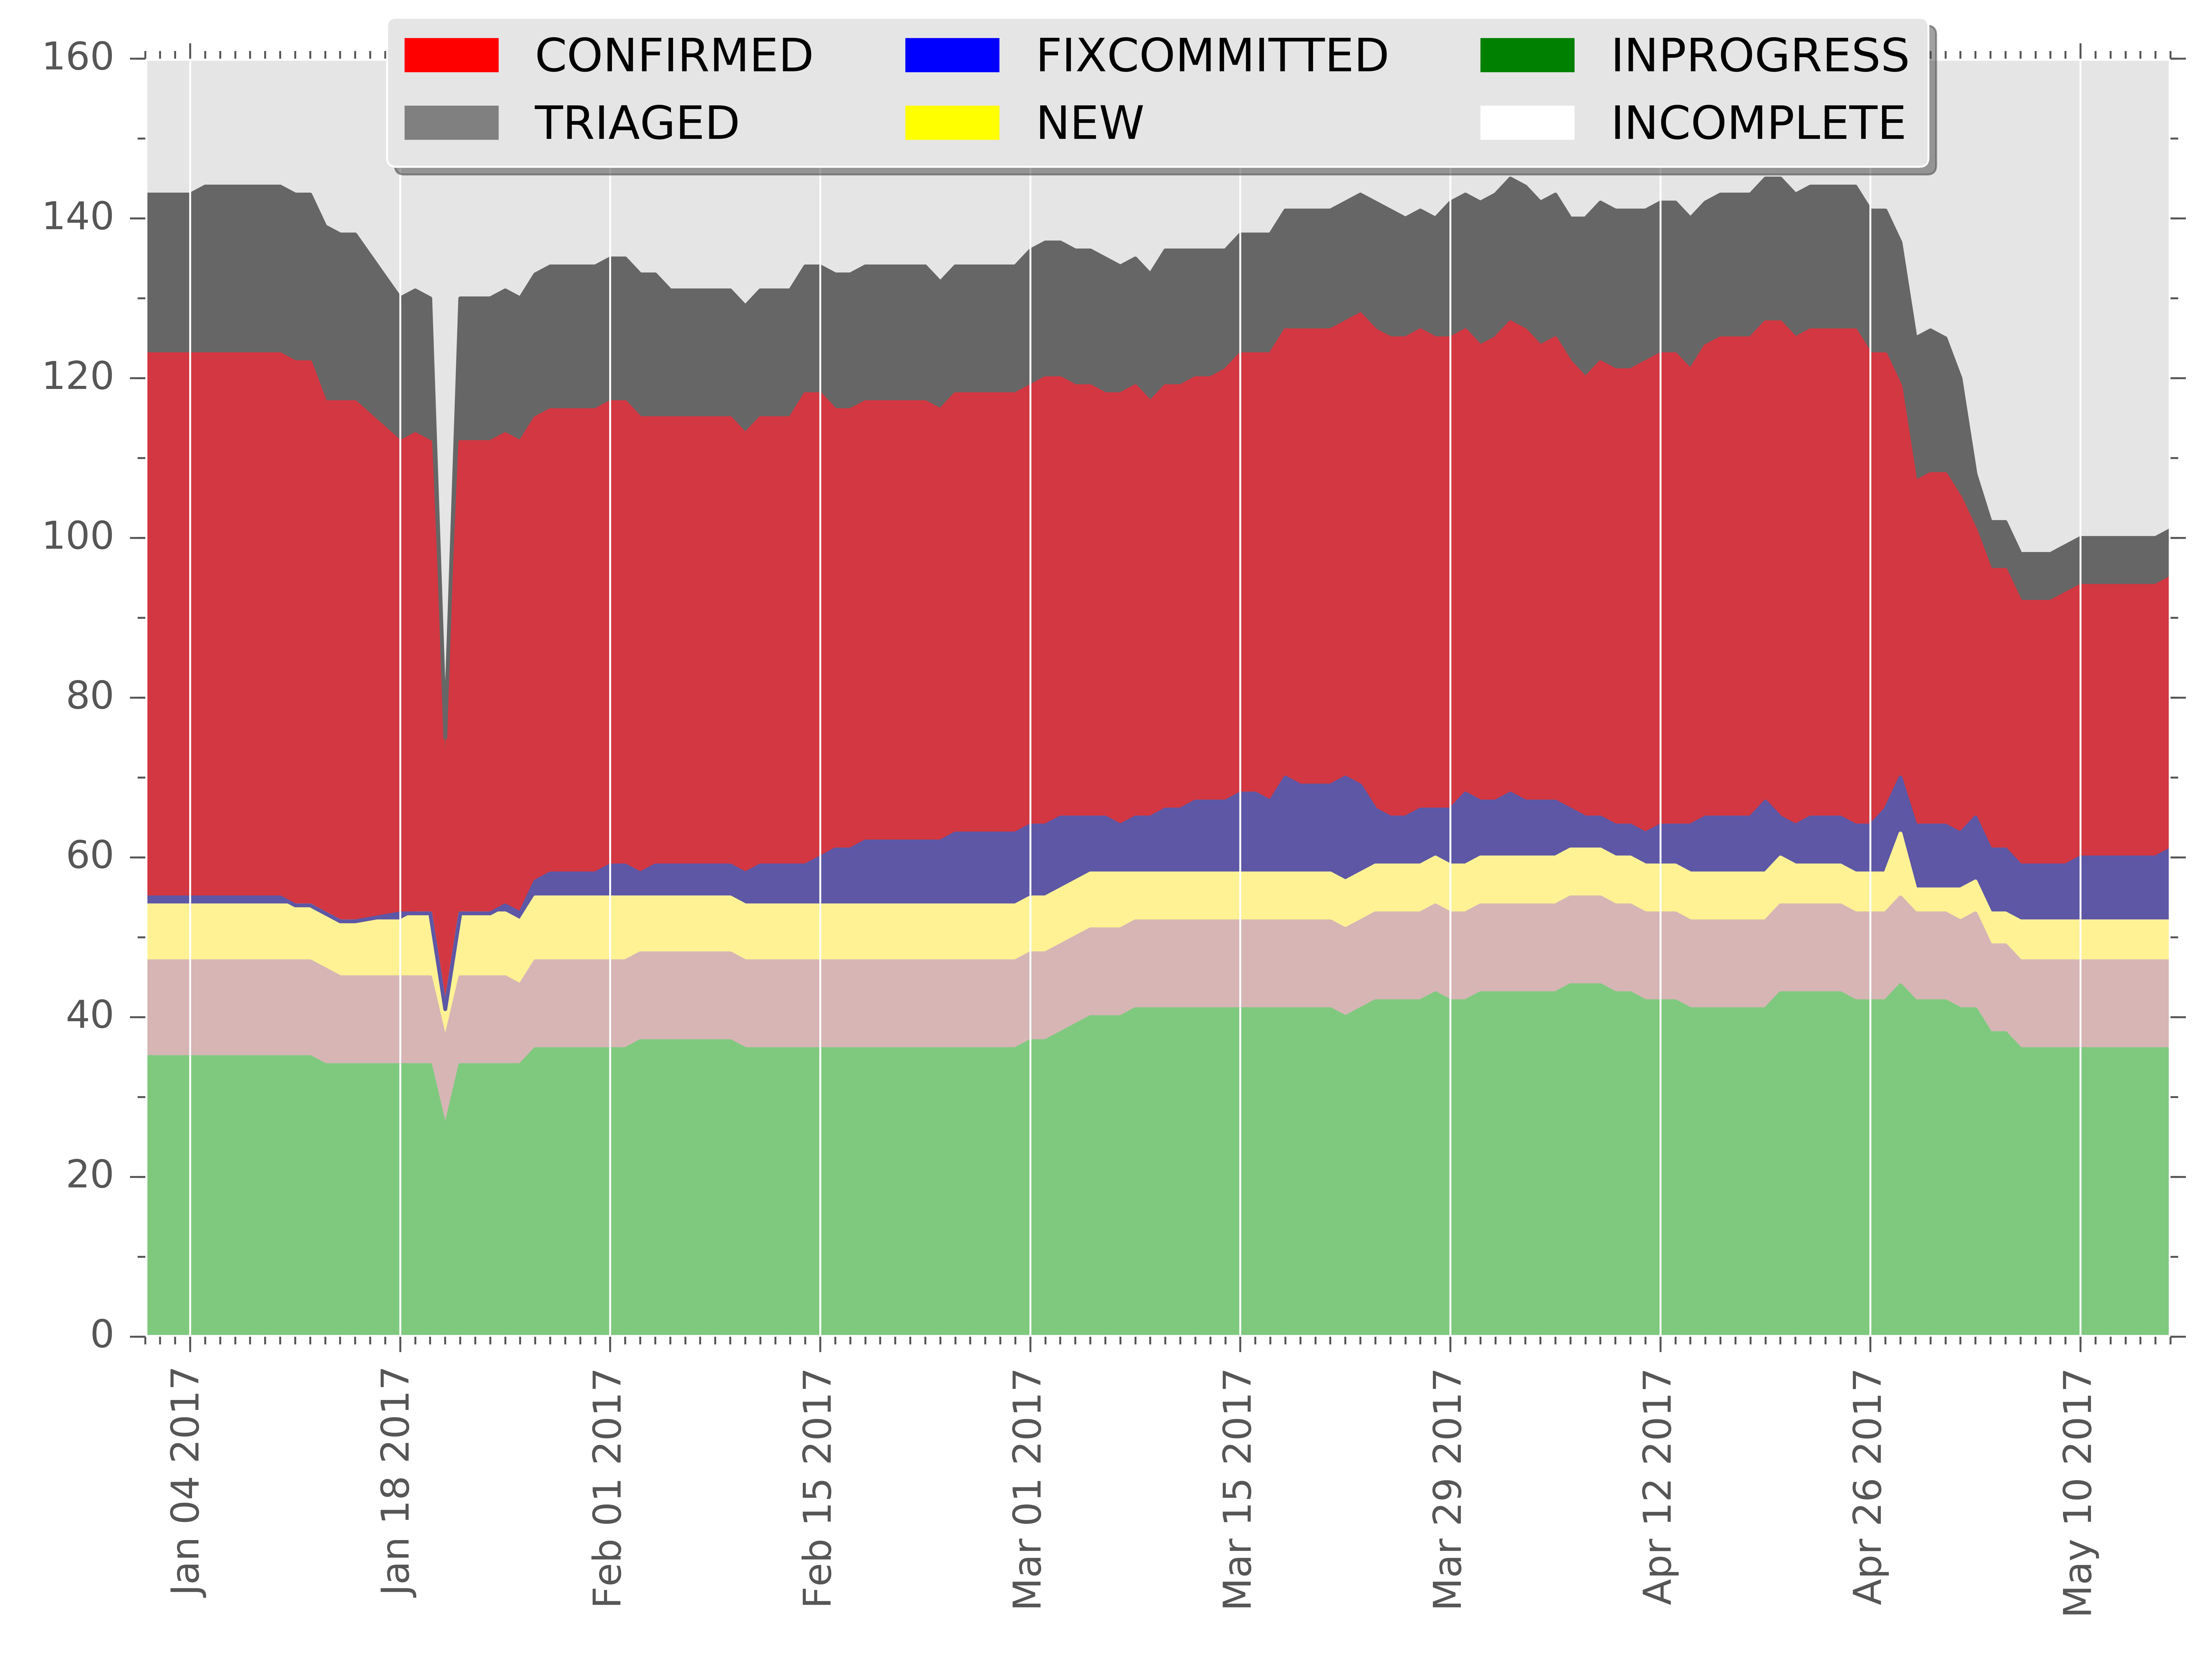 CONFIRMED FIXCOMMITTED INPROGRESS
TRIAGED NEW INCOMPLETE
160
140
120
100
80
60
40
20
0
Jan 04 2017
Jan 18 2017
Feb 01 2017
Feb 15 2017
Mar 01 2017
Mar 15 2017
Mar 29 2017
Apr 12 2017
Apr 26 2017
May 10 2017